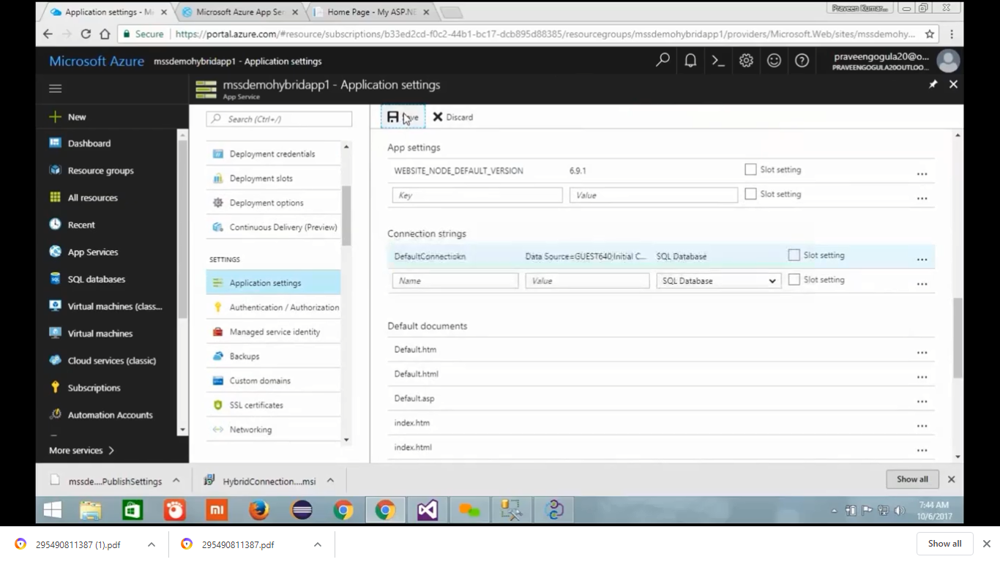 Application settings - Mi
Microsoft Azure App Ser
Home Page - My ASP.NE
Praveen Kumar...
Secure
https://portal.azure.com/#resource/subscriptions/b33ed2cd-f0c2-44b1-bc17-dcb895d88385/resourcegroups/mssdemohybridapp1/providers/Microsoft.Web/sites/mssdemohy...
Microsoft Azure mssdemohybridapp1 - Application settings
praveengogula20@o...
PRAVEENGOGULA20OUTLOO...
mssdemohybridapp1 - Application settings
App Service
New
Dashboard
Resource groups
All resources
Recent
App Services
SQL databases
Virtual machines (class...
Virtual machines
Cloud services (classic)
Subscriptions
Automation Accounts
More services
Search (Ctrl+/)
Deployment credentials
Deployment slots
Deployment options
Continuous Delivery (Preview)
SETTINGS
Application settings
Authentication / Authorization
Managed service identity
Backups
Custom domains
SSL certificates
Networking
Discard
App settings
WEBSITE_NODE_DEFAULT_VERSION 6.9.1 Slot setting ...
Key Value Slot setting ...
Connection strings
DefaultConnectiokn Data Source=GUEST640;Initial C... SQL Database Slot setting ...
Name Value SQL Database Slot setting ...
Default documents
Default.htm ...
Default.html ...
Default.asp ...
index.htm ...
index.html ...
mssde....PublishSettings
HybridConnection....msi
Show all
mi
7:44 AM
10/6/2017
295490811387 (1).pdf
295490811387.pdf
Show all